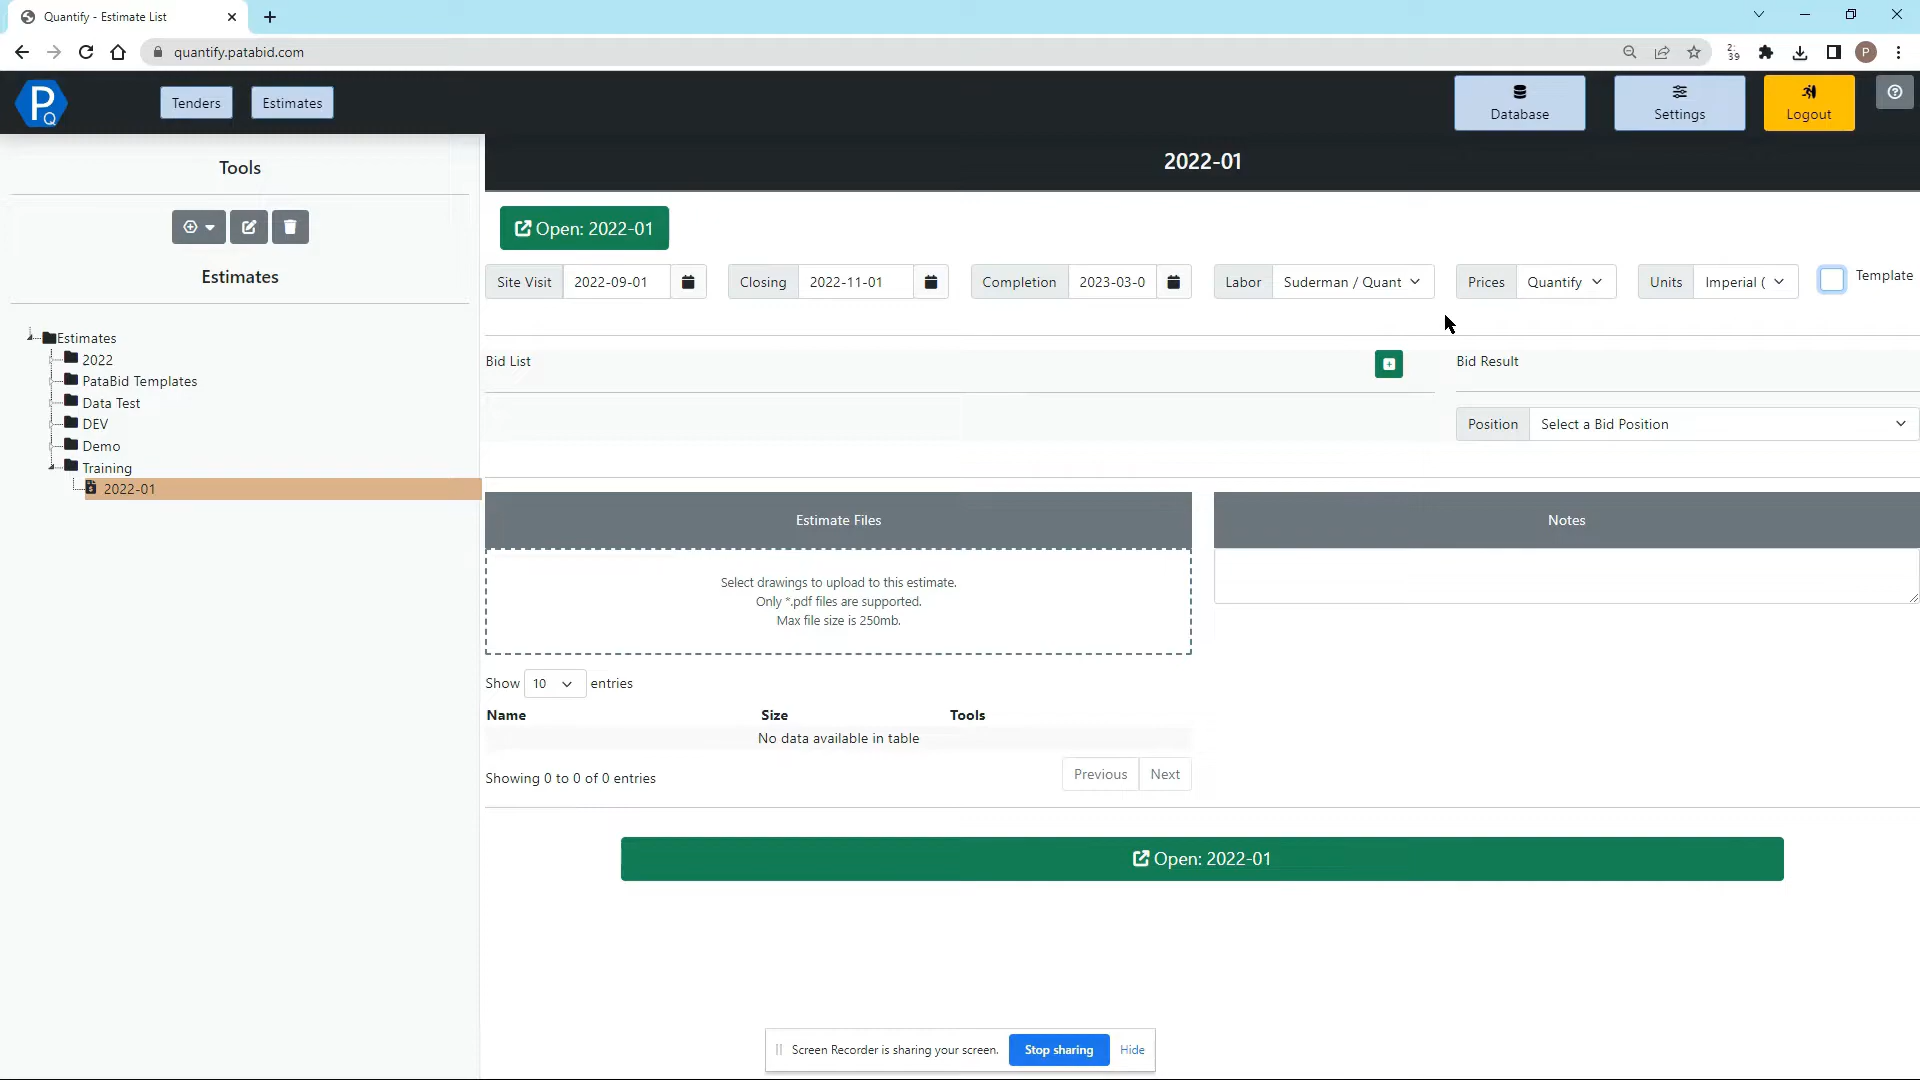 Quantify - Estimate List
quantify.patabid.com
2:
39
P
PQ
Tenders
Estimates
Database
Settings
Logout
Tools
Estimates
Estimates
2022
PataBid Templates
Data Test
DEV
Demo
Training
2022-01
2022-01
Open: 2022-01
Site Visit 2022-09-01
Closing 2022-11-01
Completion 2023-03-0
Labor Suderman / Quant
Prices Quantify
Units Imperial (
Template
Bid List
Bid Result
Position Select a Bid Position
Estimate Files
Select drawings to upload to this estimate.
Only *.pdf files are supported.
Max file size is 250mb.
Notes
Show 10 entries
Name Size Tools
No data available in table
Showing 0 to 0 of 0 entries
Previous Next
Open: 2022-01
Screen Recorder is sharing your screen. Stop sharing Hide